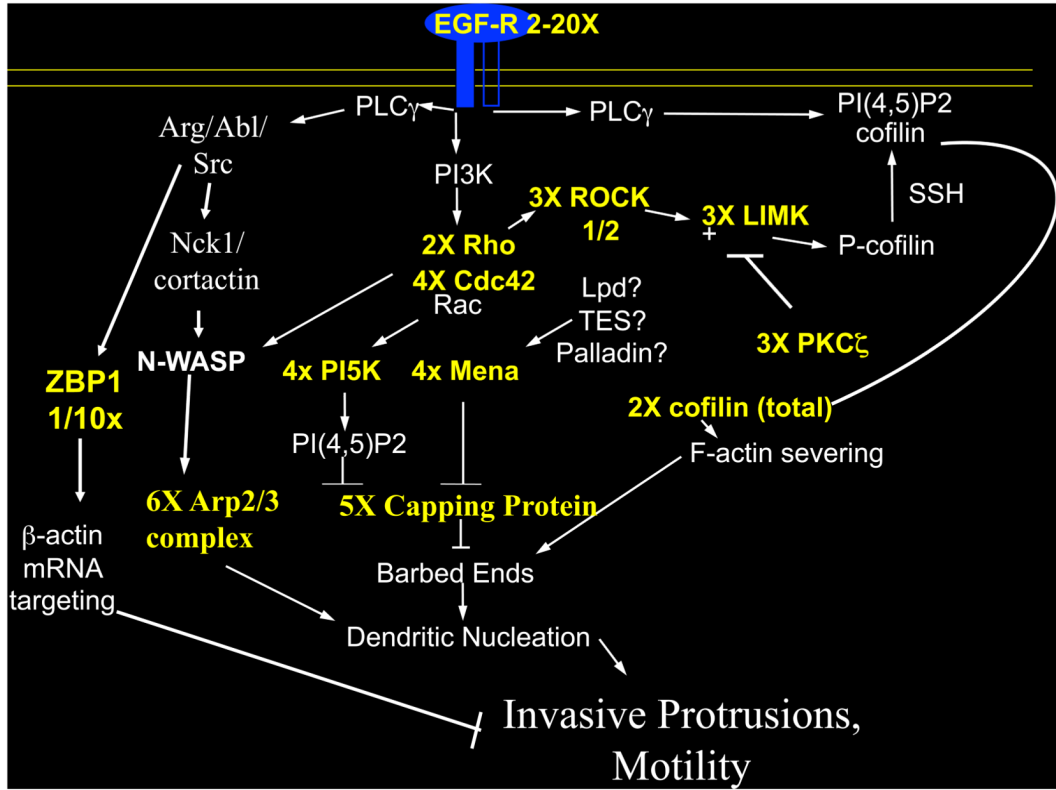 EGF-R 2-20X
PLCγ
PLCγ
PI(4,5)P2
cofilin
Arg/Abl/
Src
PI3K
SSH
3X ROCK
1/2
3X LIMK
+
P-cofilin
Nck1/
cortactin
2X Rho
4X Cdc42
Rac
Lpd?
TES?
Palladin?
3X PKCζ
N-WASP
ZBP1
1/10x
4x PI5K
4x Mena
2X cofilin (total)
PI(4,5)P2
F-actin severing
6X Arp2/3
complex
5X Capping Protein
β-actin
mRNA
targeting
Barbed Ends
Dendritic Nucleation
Invasive Protrusions,
Motility